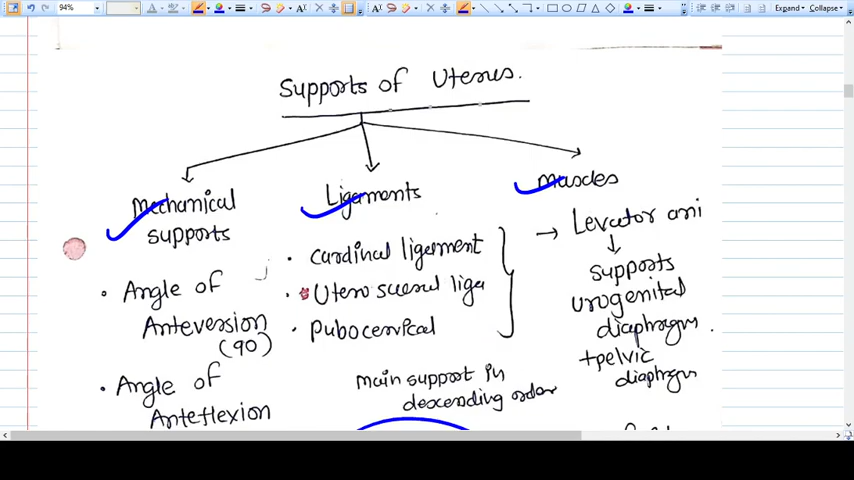 94%
Expand
Collapse
Supports of Uterus.
Mechanical
supports
• Angle of
Anteversion
(90)
• Angle of
Anteflexion
Ligaments
• Cardinal ligament
• Utero sacral liga
• Pubocervical
main support in
descending order
Muscles
→ Levator ani
supports
urogenital
diaphragm.
+pelvic
diaphragm